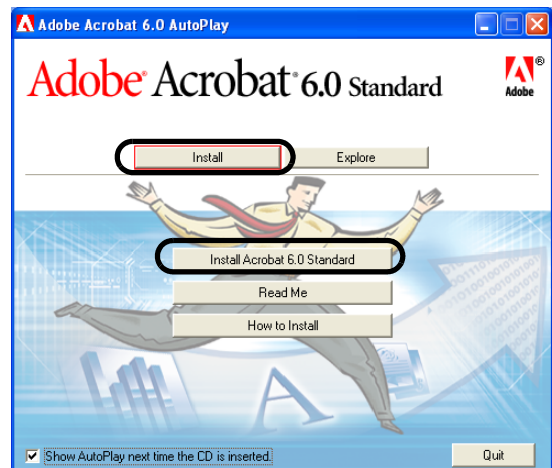 Adobe Acrobat 6.0 AutoPlay
Adobe® Acrobat® 6.0 Standard
Adobe®
Install Explore
Install Acrobat 6.0 Standard
Read Me
How to Install
A
Show AutoPlay next time the CD is inserted.
Quit